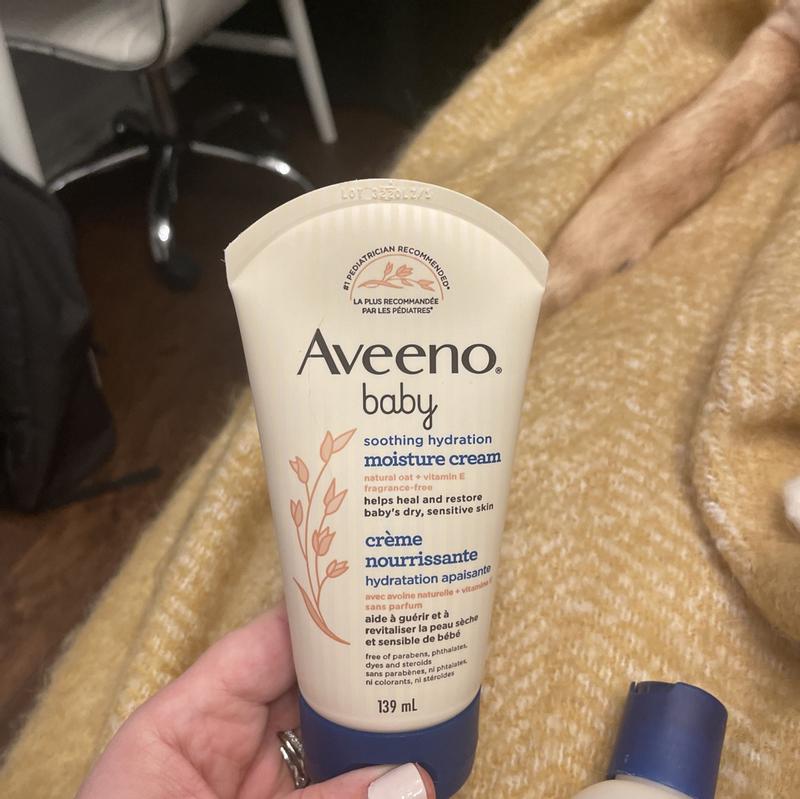 #1 PEDIATRICIAN RECOMMENDED*
LA PLUS RECOMMANDÉE
PAR LES PÉDIATRES*
Aveeno®
baby
soothing hydration
moisture cream
natural oat + vitamin E
fragrance-free
helps heal and restore
baby's dry, sensitive skin
crème
nourrissante
hydratation apaisante
avec avoine naturelle + vitamine E
sans parfum
aide à guérir et à
revitaliser la peau sèche
et sensible de bébé
free of parabens, phthalates,
dyes and steroids
sans parabènes, ni phtalates,
ni colorants, ni stéroïdes
139 mL